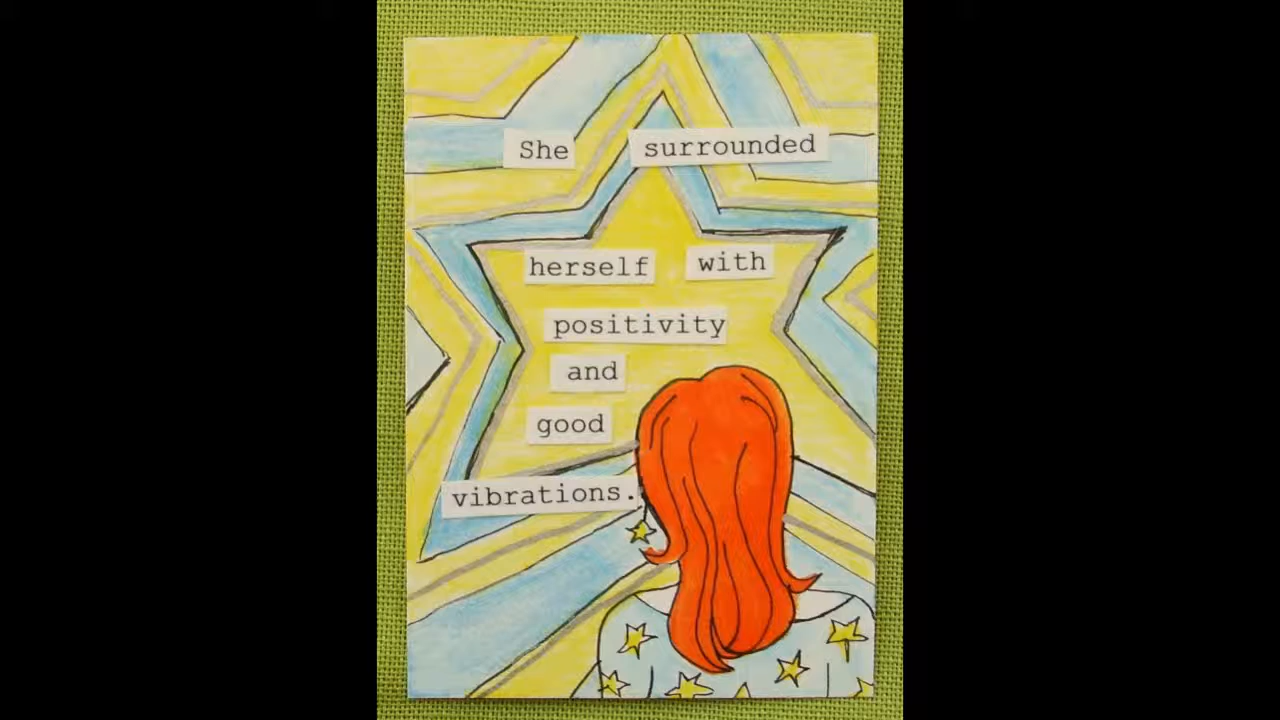 She surrounded
herself with
positivity
and
good
vibrations.